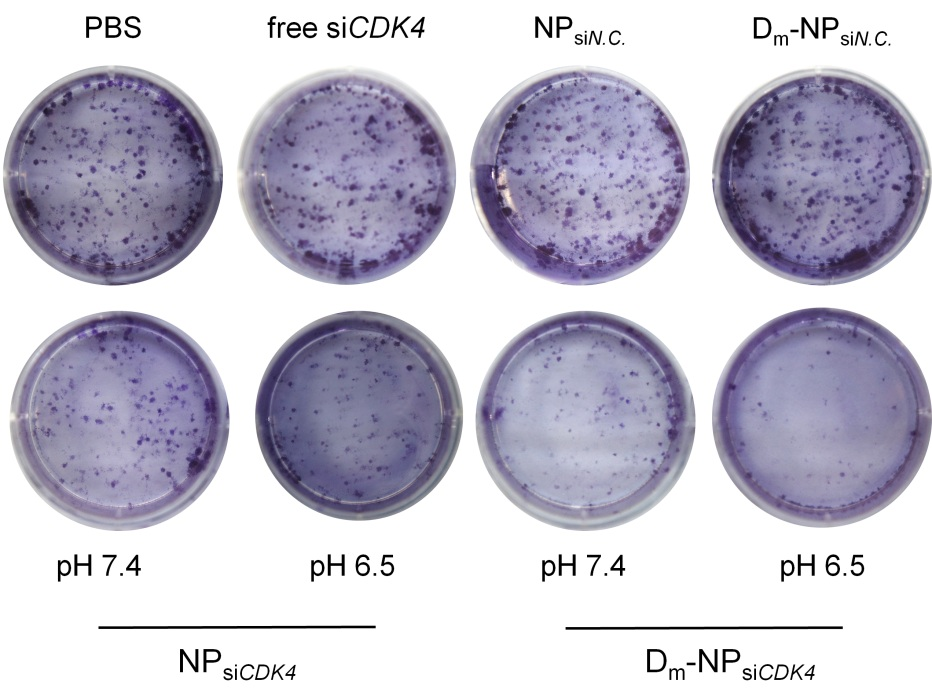 PBS free siCDK4 NPsiN.C. Dm-NPsiN.C.
pH 7.4 pH 6.5 pH 7.4 pH 6.5
NPsiCDK4 Dm-NPsiCDK4